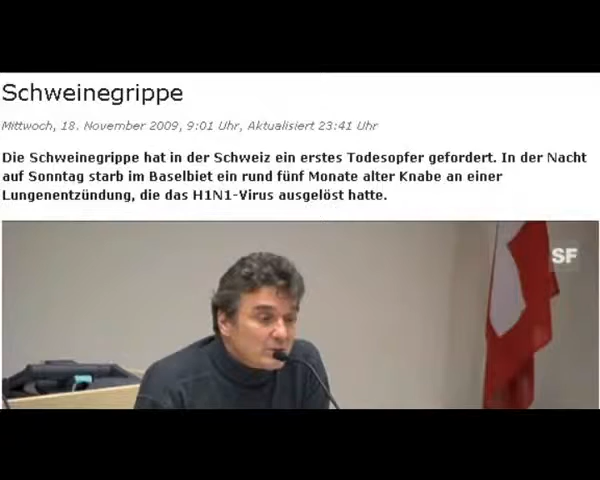 Schweinegrippe
Mittwoch, 18. November 2009, 9:01 Uhr, Aktualisiert 23:41 Uhr
Die Schweinegrippe hat in der Schweiz ein erstes Todesopfer gefordert. In der Nacht
auf Sonntag starb im Baselbiet ein rund fünf Monate alter Knabe an einer
Lungenentzündung, die das H1N1-Virus ausgelöst hatte.
SF